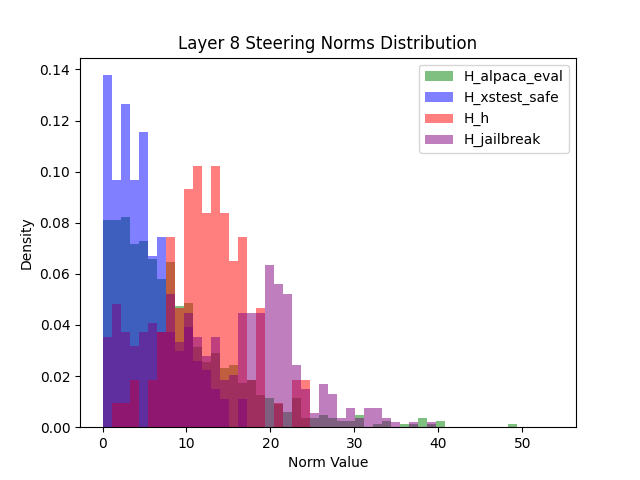 Layer 8 Steering Norms Distribution
H_alpaca_eval
H_xstest_safe
H_h
H_jailbreak
Density
0.14
0.12
0.10
0.08
0.06
0.04
0.02
0.00
0
10
20
30
40
50
Norm Value